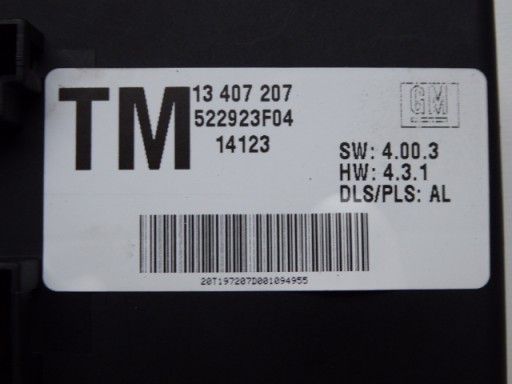 TM
13 407 207
522923F04
14123
GM
SW: 4.00.3
HW: 4.3.1
DLS/PLS: AL
20T197207D001094955